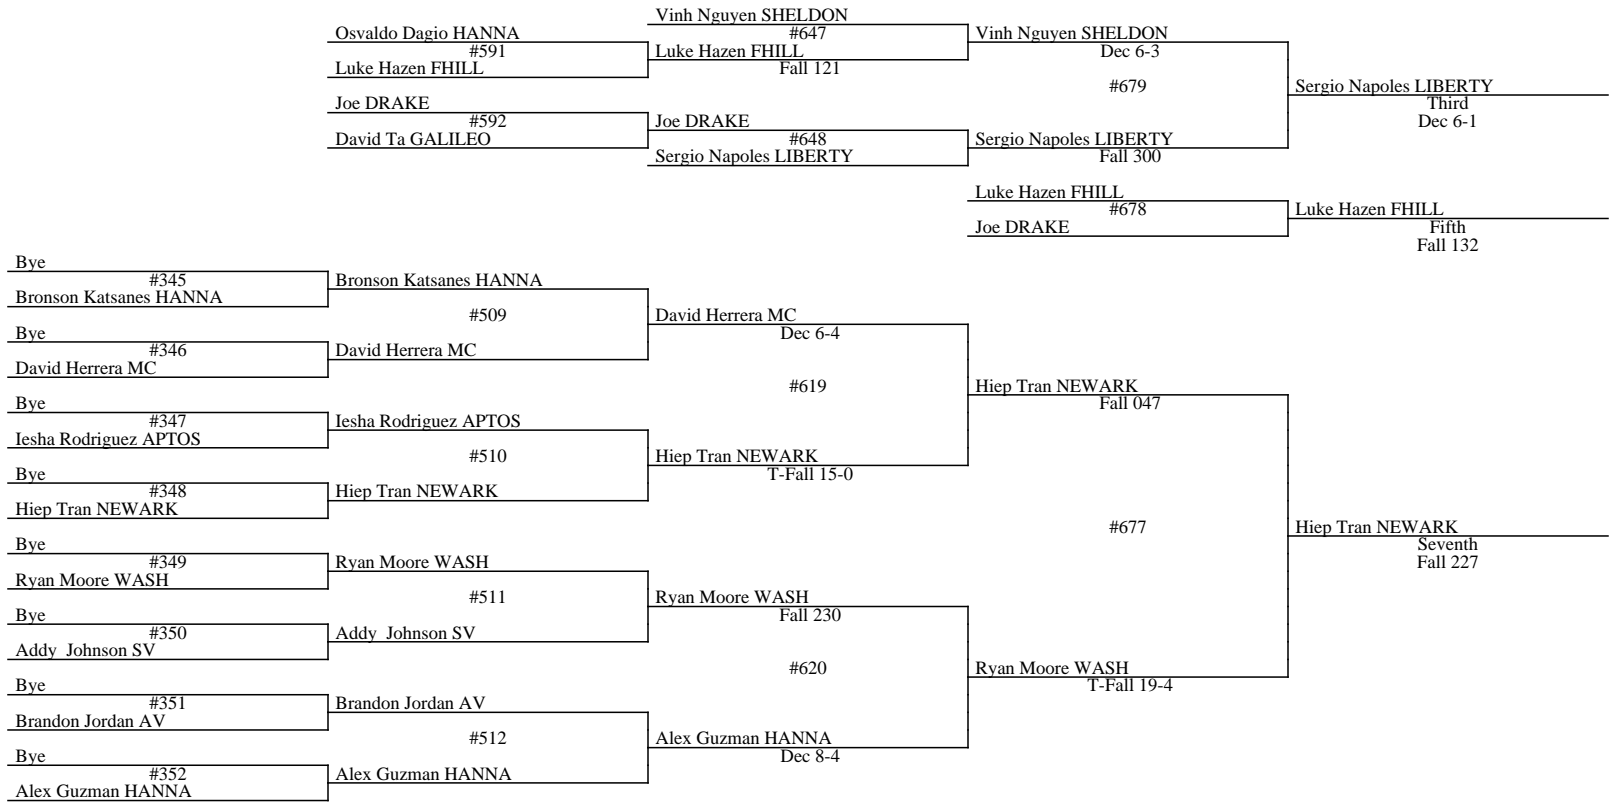 Vinh Nguyen SHELDON
Osvaldo Dagio HANNA
#647
Vinh Nguyen SHELDON
#591
Luke Hazen FHILL
Dec 6-3
Luke Hazen FHILL
Fall 121
#679
Sergio Napoles LIBERTY
Joe DRAKE
Third
#592
Joe DRAKE
Dec 6-1
David Ta GALILEO
#648
Sergio Napoles LIBERTY
Sergio Napoles LIBERTY
Fall 300
Luke Hazen FHILL
#678
Luke Hazen FHILL
Joe DRAKE
Fifth
Fall 132
Bye
#345
Bronson Katsanes HANNA
Bronson Katsanes HANNA
#509
David Herrera MC
Bye
Dec 6-4
#346
David Herrera MC
David Herrera MC
#619
Hiep Tran NEWARK
Bye
Fall 047
#347
Iesha Rodriguez APTOS
Iesha Rodriguez APTOS
#510
Hiep Tran NEWARK
Bye
T-Fall 15-0
#348
Hiep Tran NEWARK
Hiep Tran NEWARK
#677
Hiep Tran NEWARK
Bye
Seventh
#349
Ryan Moore WASH
Fall 227
Ryan Moore WASH
#511
Ryan Moore WASH
Bye
Fall 230
#350
Addy Johnson SV
Addy Johnson SV
#620
Ryan Moore WASH
Bye
T-Fall 19-4
#351
Brandon Jordan AV
Brandon Jordan AV
#512
Alex Guzman HANNA
Bye
Dec 8-4
#352
Alex Guzman HANNA
Alex Guzman HANNA